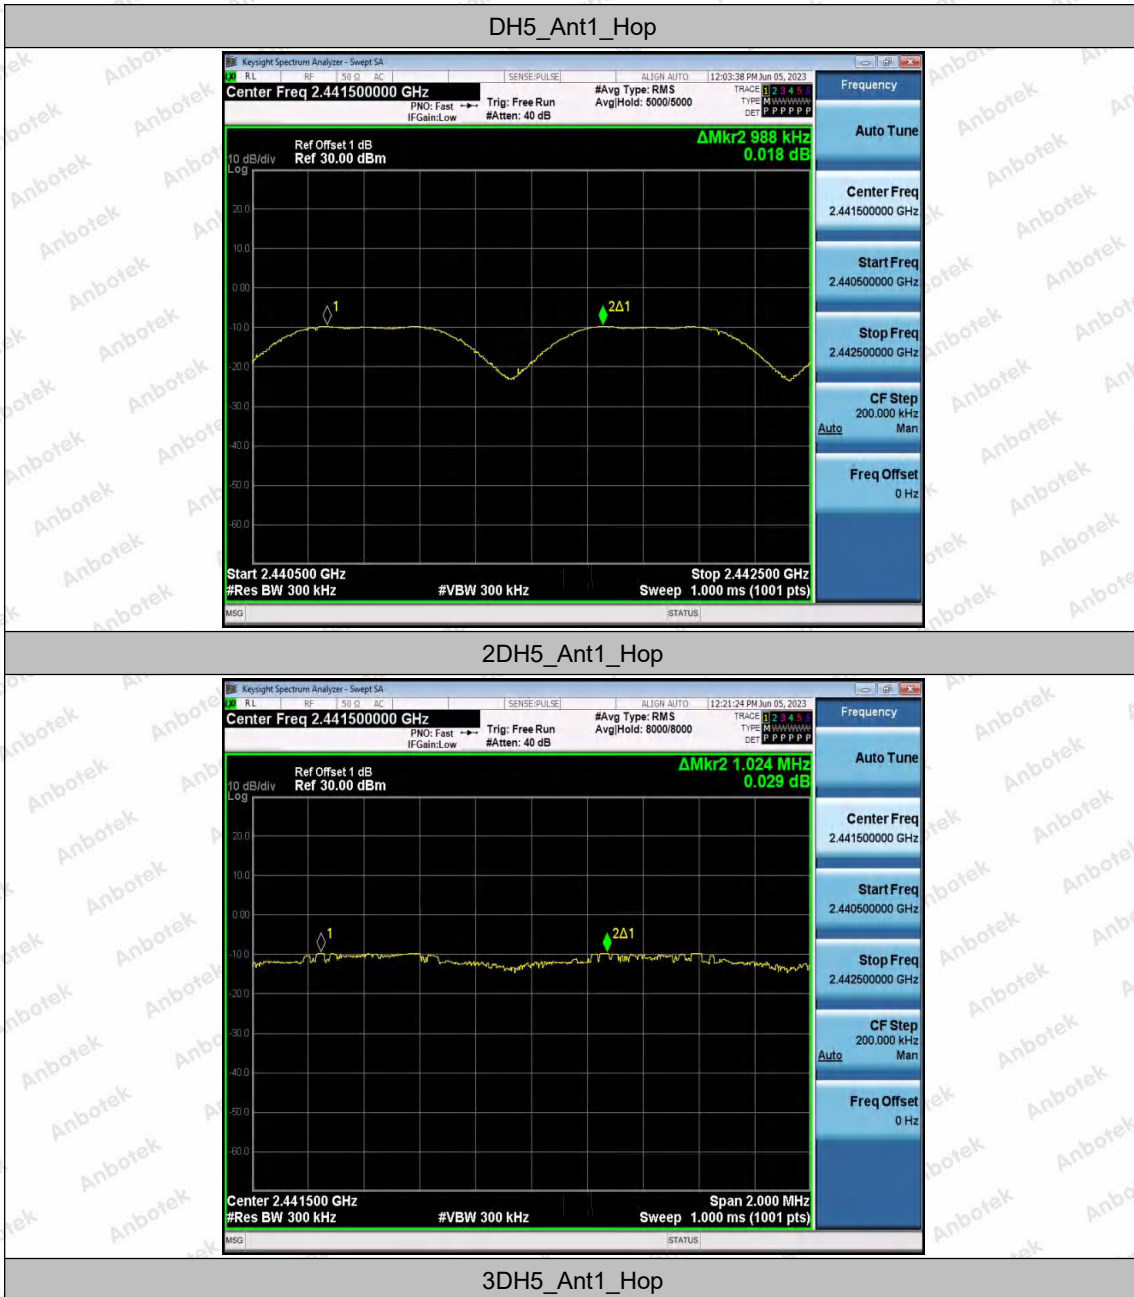 DH5_Ant1_Hop
Keysight Spectrum Analyzer - Swept SA
RL RF 50 Ω AC SENSE:PULSE ALIGN AUTO 12:03:38 PM Jun 05, 2023
Center Freq 2.441500000 GHz
PNO: Fast
IFGain:Low
Trig: Free Run
#Atten: 40 dB
#Avg Type: RMS
Avg|Hold: 5000/5000
TRACE 1 2 3 4 5 6
TYPE M
DET P P P P P P
ΔMkr2 988 kHz
0.018 dB
Ref Offset 1 dB
10 dB/div Ref 30.00 dBm
Log
20.0
10.0
0.00
-10.0
-20.0
-30.0
-40.0
-50.0
-60.0
1
2Δ1
Start 2.440500 GHz
Stop 2.442500 GHz
#Res BW 300 kHz
#VBW 300 kHz
Sweep 1.000 ms (1001 pts)
MSG
STATUS
Frequency
Auto Tune
Center Freq
2.441500000 GHz
Start Freq
2.440500000 GHz
Stop Freq
2.442500000 GHz
CF Step
200.000 kHz
Auto Man
Freq Offset
0 Hz
2DH5_Ant1_Hop
Keysight Spectrum Analyzer - Swept SA
RL RF 50 Ω AC SENSE:PULSE ALIGN AUTO 12:21:24 PM Jun 05, 2023
Center Freq 2.441500000 GHz
PNO: Fast
IFGain:Low
Trig: Free Run
#Atten: 40 dB
#Avg Type: RMS
Avg|Hold: 8000/8000
TRACE 1 2 3 4 5 6
TYPE M
DET P P P P P P
ΔMkr2 1.024 MHz
0.029 dB
Ref Offset 1 dB
10 dB/div Ref 30.00 dBm
Log
20.0
10.0
0.00
-10.0
-20.0
-30.0
-40.0
-50.0
-60.0
1
2Δ1
Center 2.441500 GHz
Span 2.000 MHz
#Res BW 300 kHz
#VBW 300 kHz
Sweep 1.000 ms (1001 pts)
MSG
STATUS
Frequency
Auto Tune
Center Freq
2.441500000 GHz
Start Freq
2.440500000 GHz
Stop Freq
2.442500000 GHz
CF Step
200.000 kHz
Auto Man
Freq Offset
0 Hz
3DH5_Ant1_Hop
Anbotek